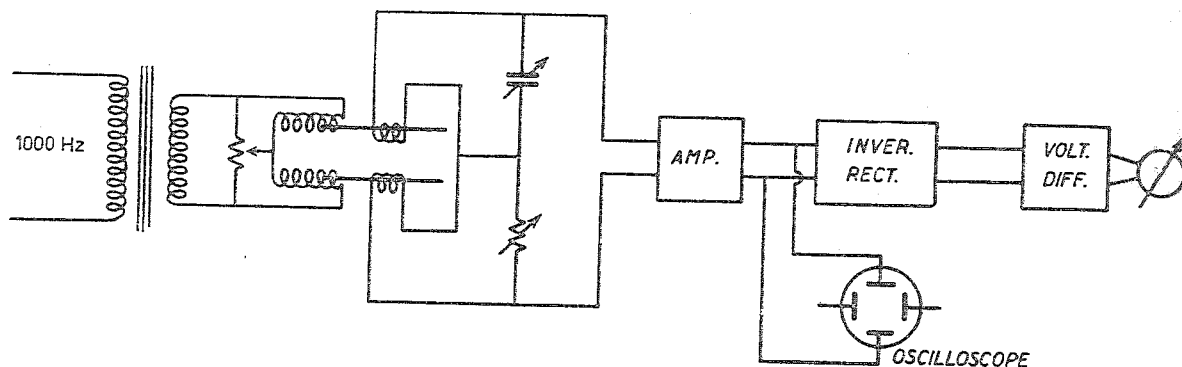 1000 Hz
AMP.
INVER.
RECT.
VOLT.
DIFF.
OSCILLOSCOPE